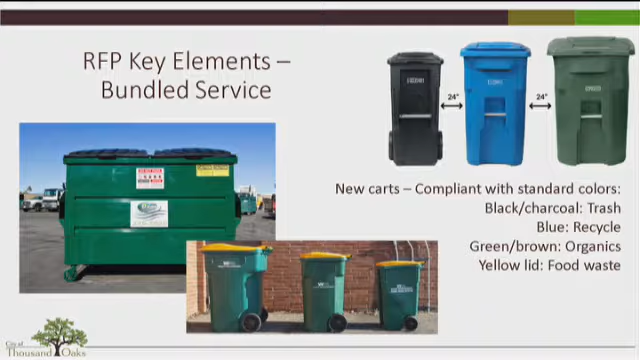 RFP Key Elements –
Bundled Service
24"
24"
New carts – Compliant with standard colors:
Black/charcoal: Trash
Blue: Recycle
Green/brown: Organics
Yellow lid: Food waste
City of
Thousand Oaks